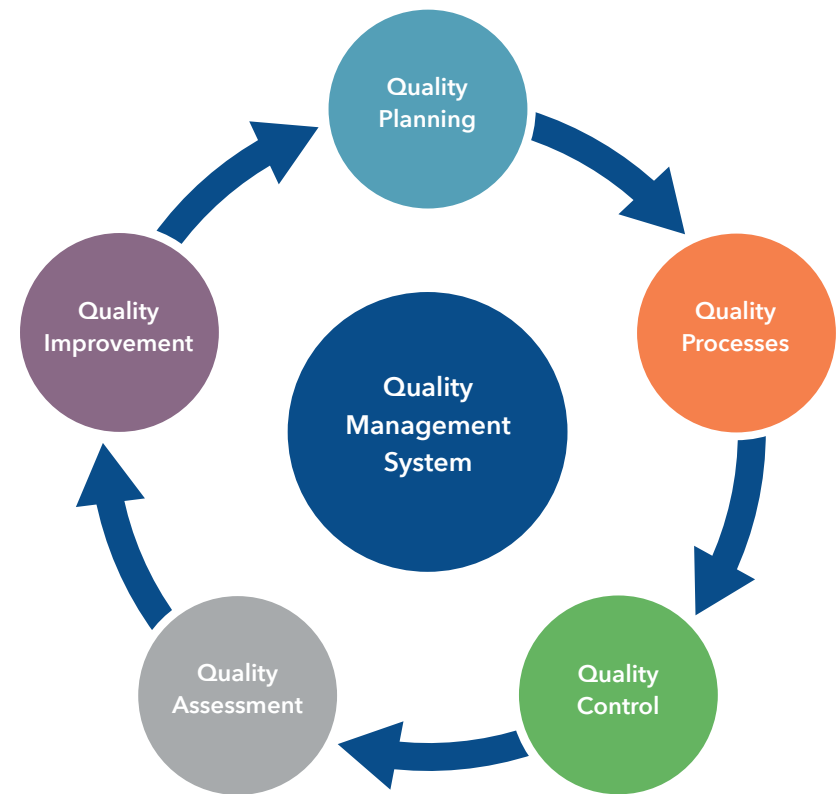 Quality
Planning
Quality
Improvement
Quality
Processes
Quality
Management
System
Quality
Assessment
Quality
Control